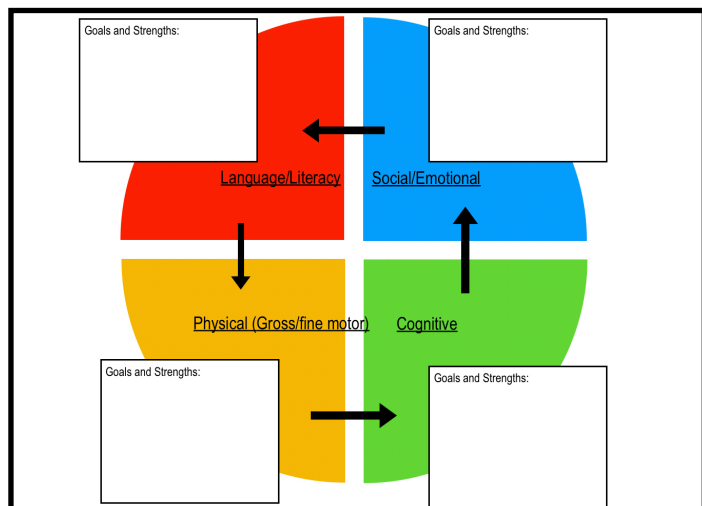 Goals and Strengths:
Goals and Strengths:
Language/Literacy
Social/Emotional
Physical (Gross/fine motor)
Cognitive
Goals and Strengths:
Goals and Strengths: